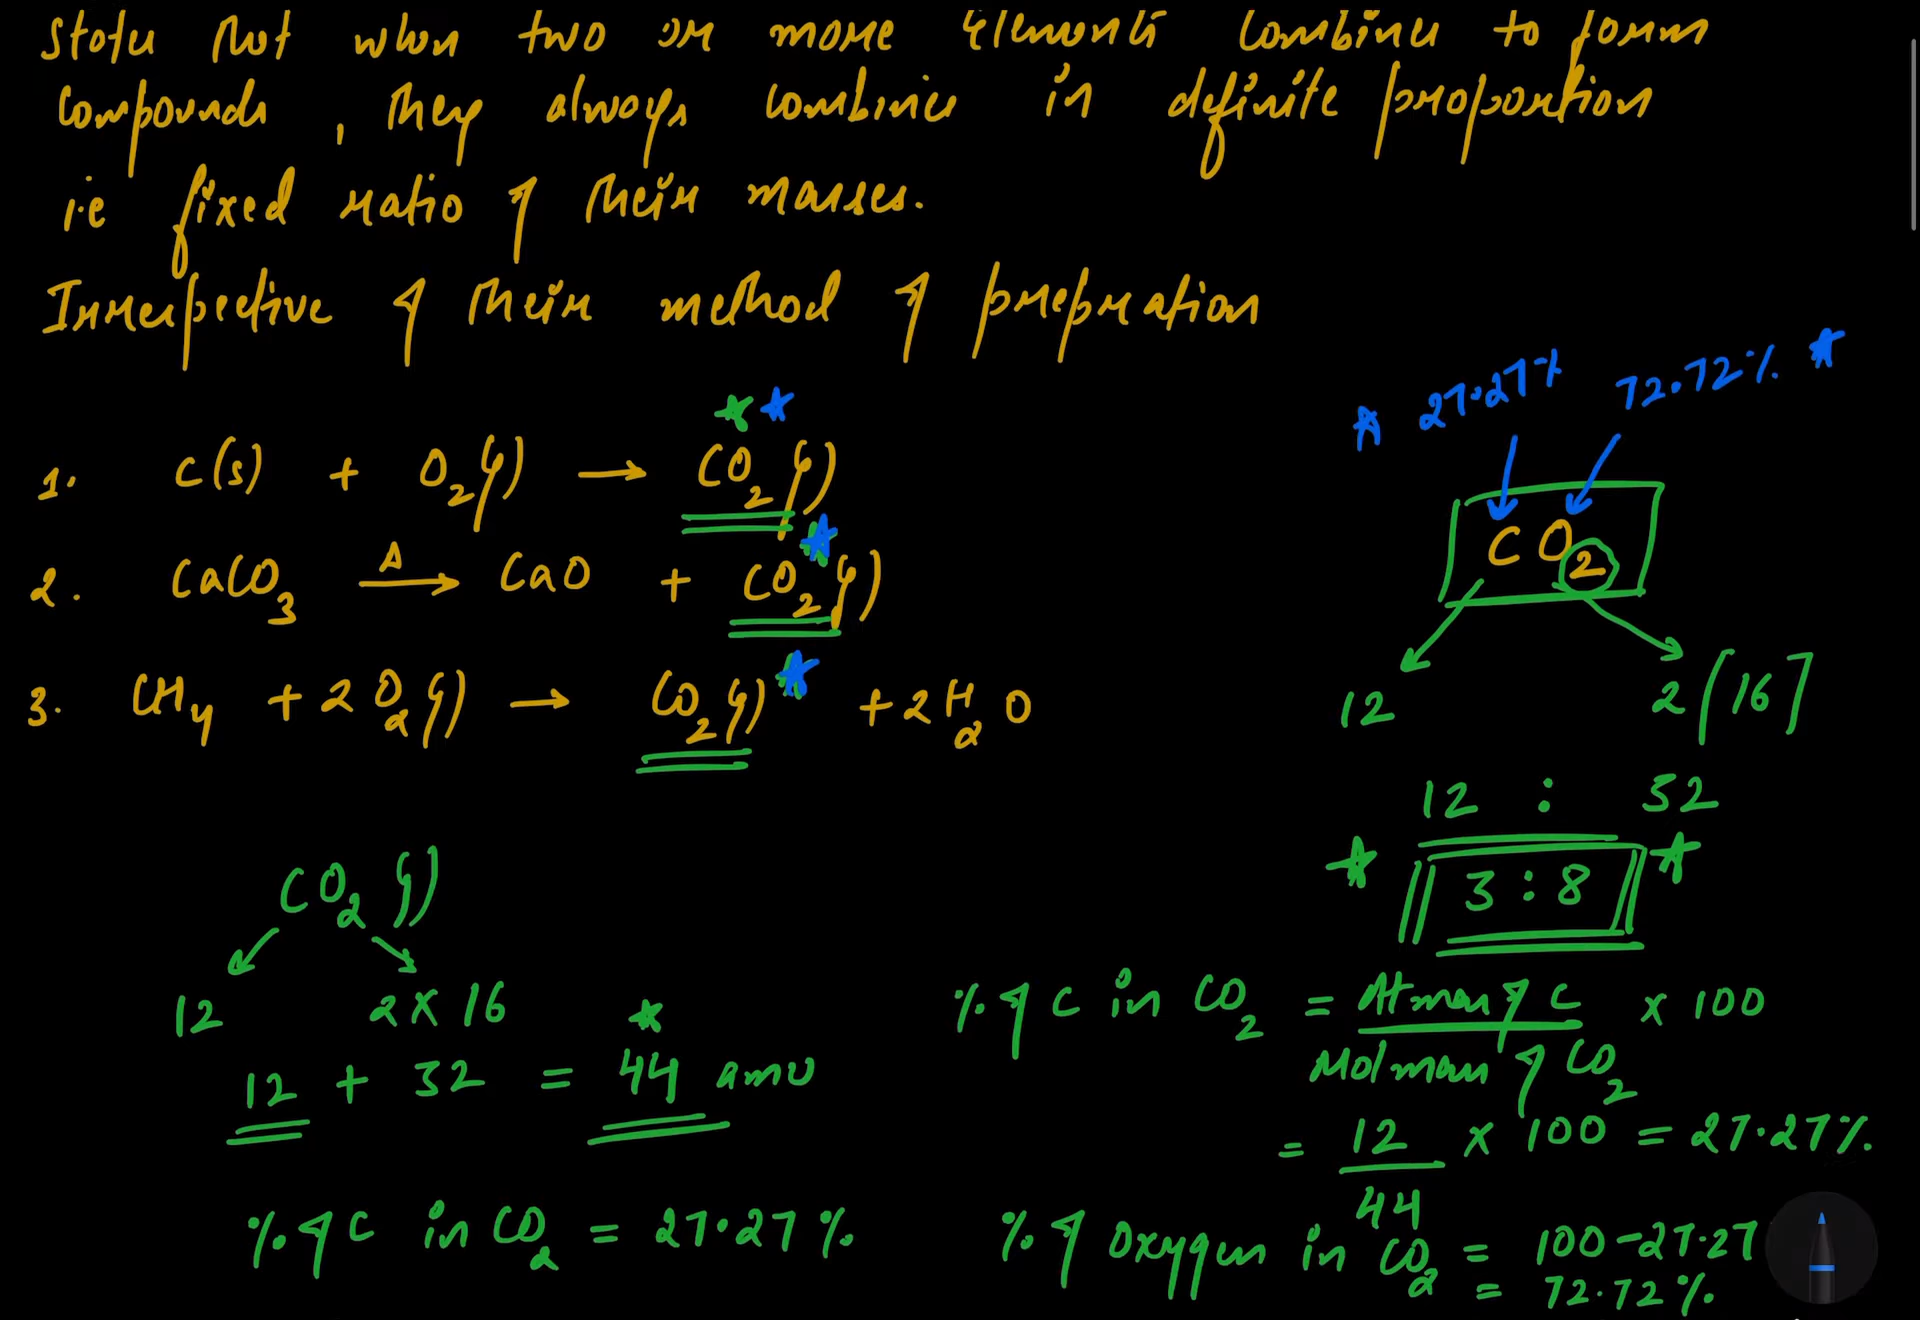 States that when two or more elements combines to form
compounds, they always combines in definite proportion
i.e fixed ratio of their masses.
Irrerpective of their method of prepration
1. C(s) + O2(g) → CO2(g)
2. CaCO3 →Δ CaO + CO2(g)
3. CH4 + 2O2(g) → CO2(g) + 2H2O
27.27% 72.72%
CO2
12 2[16]
12 : 32
3 : 8
CO2(g)
12 2 x 16
12 + 32 = 44 amu
% of C in CO2 = 27.27%.
% of C in CO2 = At mass of C x 100
Mol mass of CO2
= 12 x 100 = 27.27%.
44
% of Oxygen in CO2 = 100 - 27.27
= 72.72%.